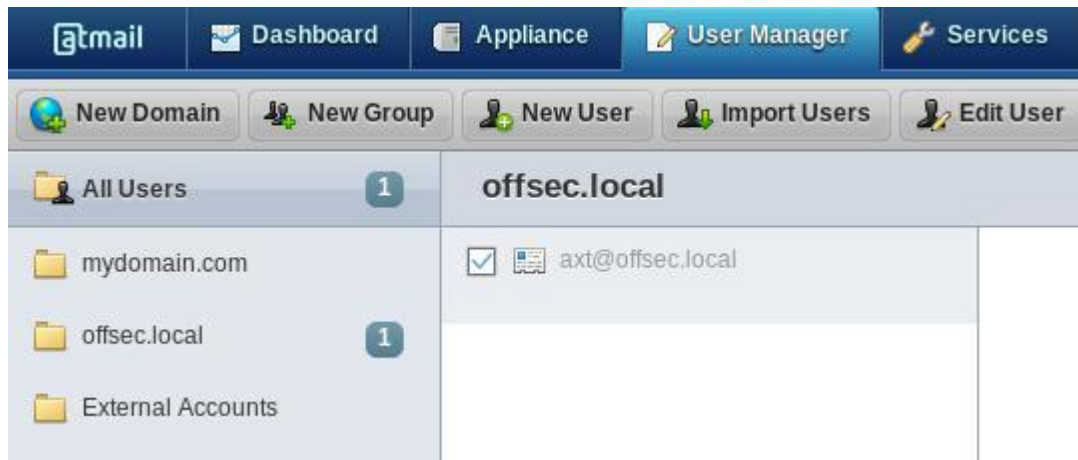 atmail Dashboard Appliance User Manager Services
New Domain New Group New User Import Users Edit User
All Users 1
offsec.local
mydomain.com
axt@offsec.local
offsec.local 1
External Accounts